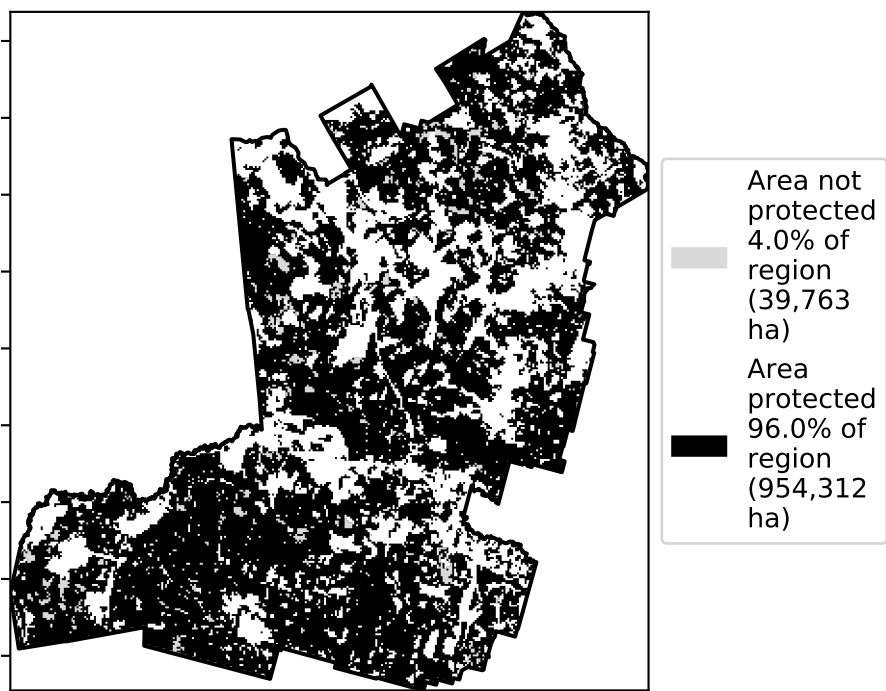 Area not
protected
4.0% of
region
(39,763
ha)
Area
protected
96.0% of
region
(954,312
ha)